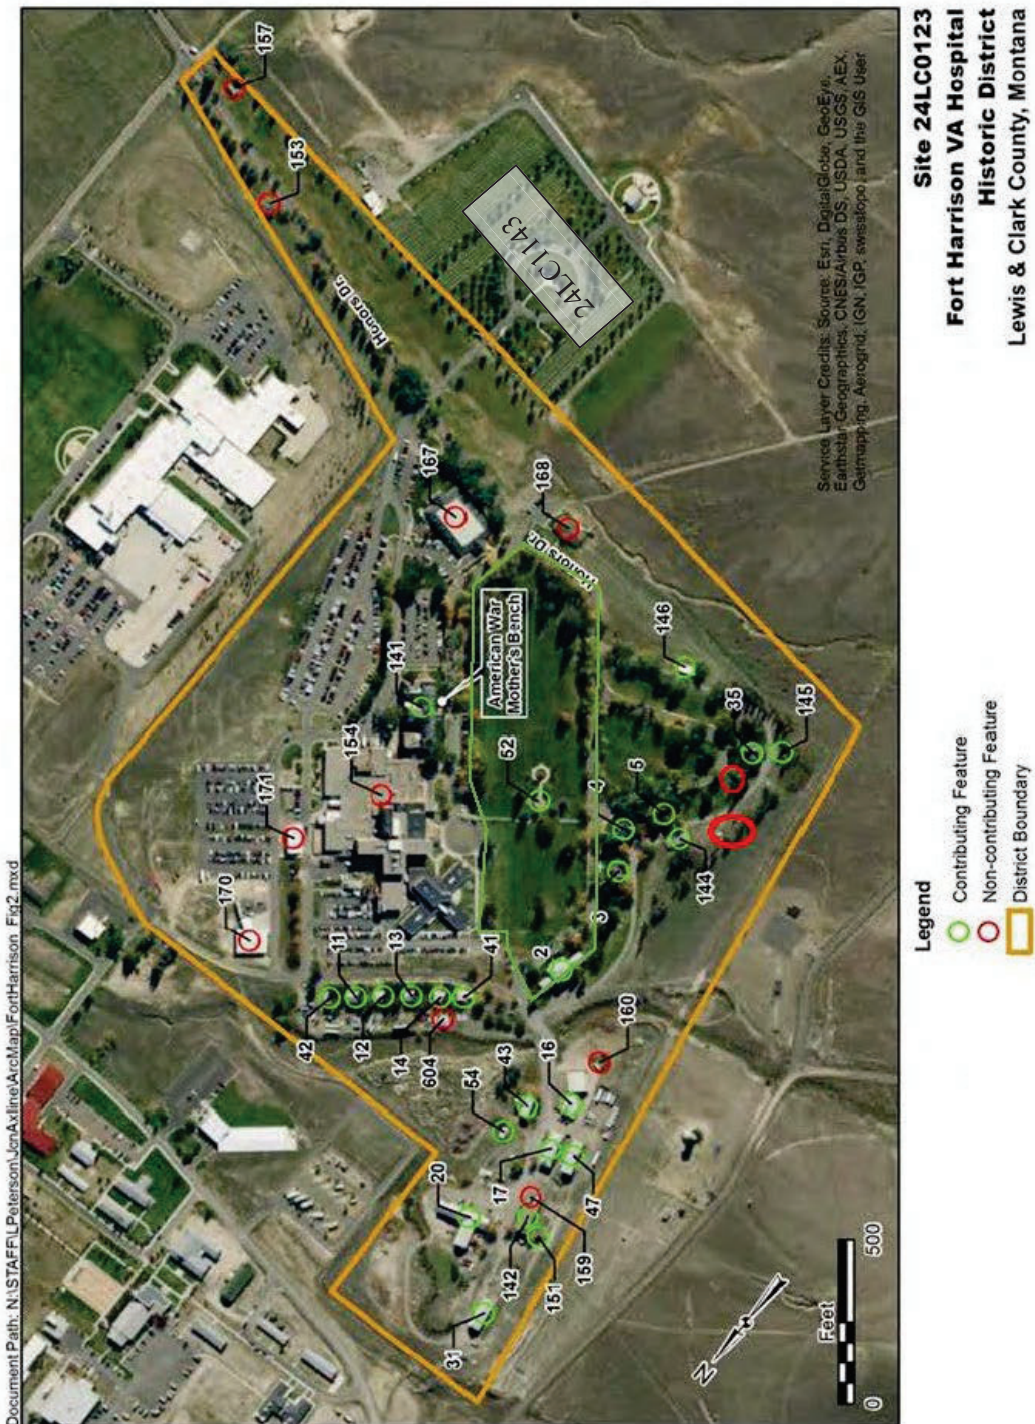 Document Path: N:\STAFF\LPeterson\JonAxline\ArcMap\FortHarrison_Fig2.mxd
157
153
Honors Dr.
24LC1143
167
168
Honors Dr.
141
American War
Mother's Bench
146
154
52
35
145
171
4
5
170
144
3
11
13
41
2
42
12
14
604
160
43
16
54
20
17
47
159
142
151
31
N
Feet
0
500
Service Layer Credits: Source: Esri, DigitalGlobe, GeoEye,
Earthstar Geographics, CNES/Airbus DS, USDA, USGS, AEX,
Getmapping, Aerogrid, IGN, IGP, swisstopo, and the GIS User
Site 24LC0123
Fort Harrison VA Hospital
Historic District
Lewis & Clark County, Montana
Legend
Contributing Feature
Non-contributing Feature
District Boundary